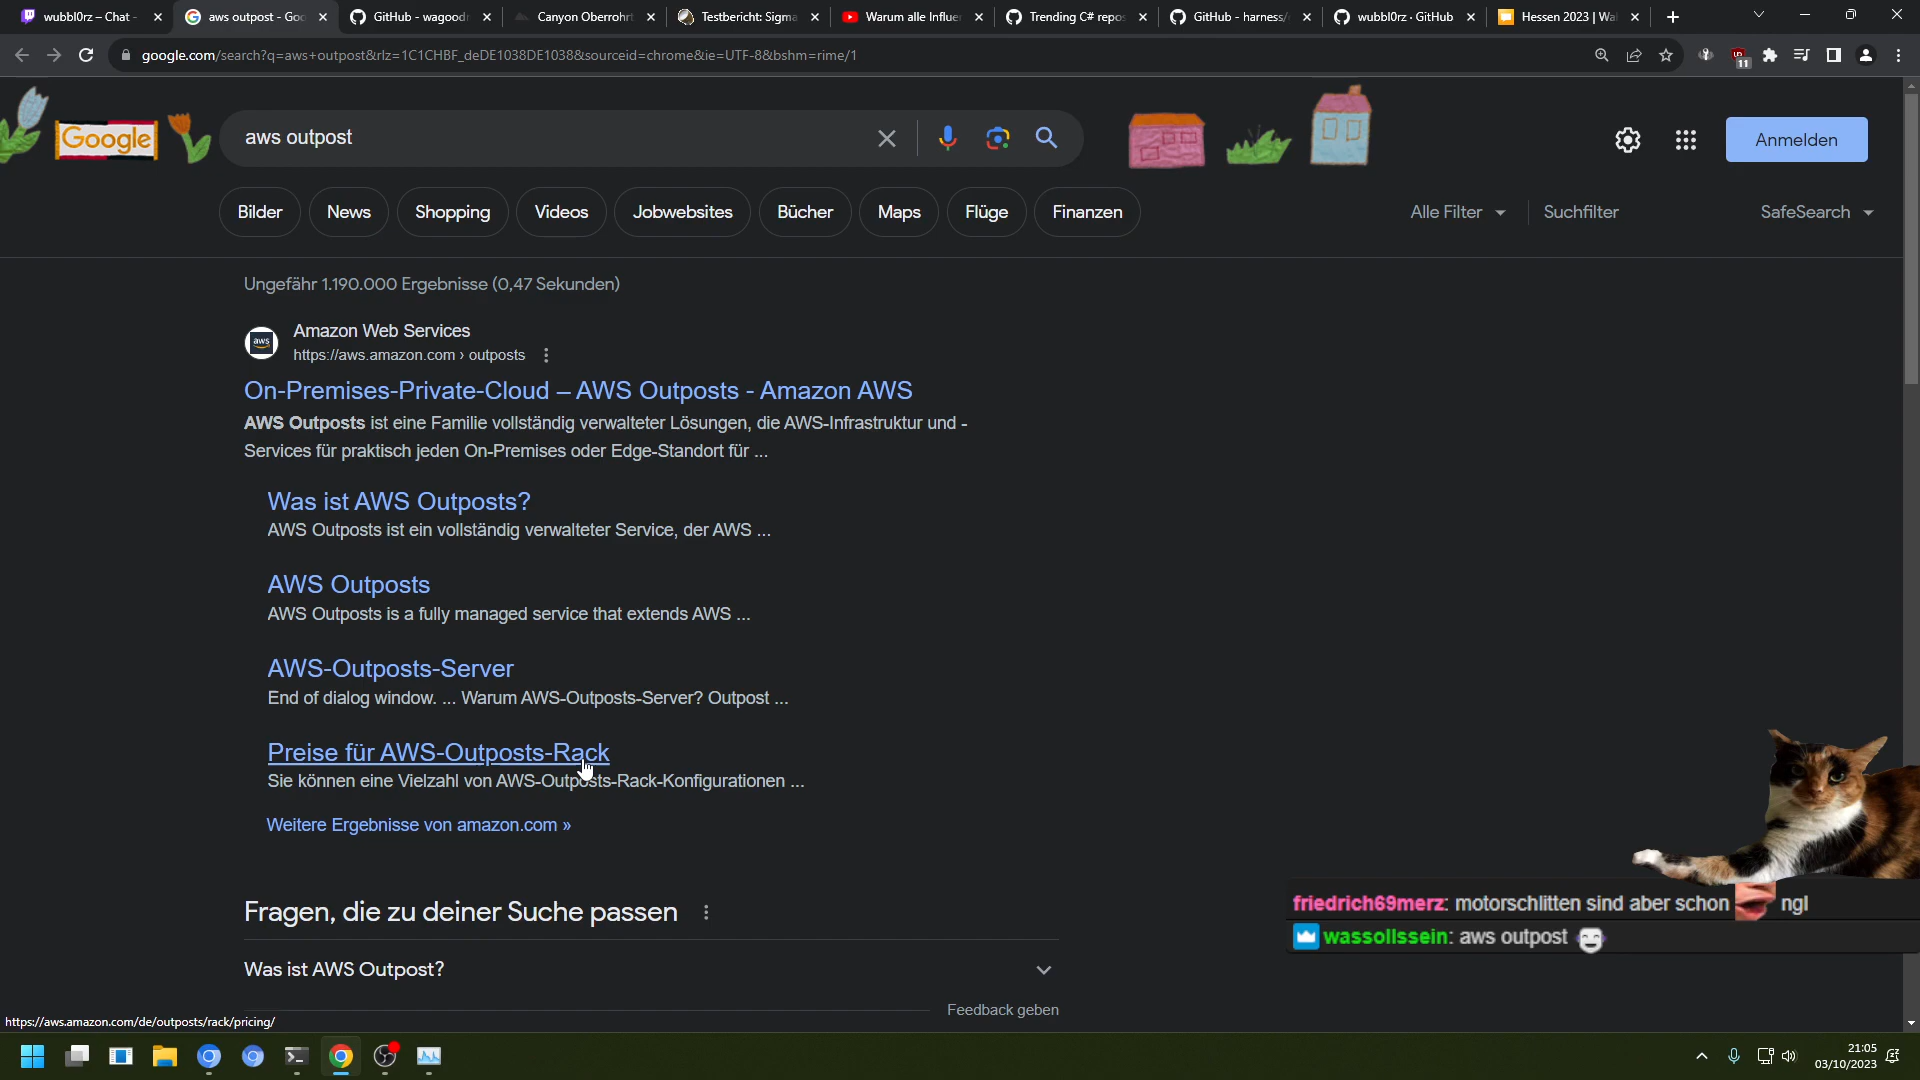 wubbl0rz – Chat -
aws outpost - Goo
GitHub - wagoodm
Canyon Oberrohrt
Testbericht: Sigma
Warum alle Influen
Trending C# repos
GitHub - harness/
wubbl0rz · GitHub
Hessen 2023 | Wal
google.com/search?q=aws+outpost&rlz=1C1CHBF_deDE1038DE1038&sourceid=chrome&ie=UTF-8&bshm=rime/1
11
Google
aws outpost
Anmelden
Bilder
News
Shopping
Videos
Jobwebsites
Bücher
Maps
Flüge
Finanzen
Alle Filter
Suchfilter
SafeSearch
Ungefähr 1.190.000 Ergebnisse (0,47 Sekunden)
aws
Amazon Web Services
https://aws.amazon.com › outposts
On-Premises-Private-Cloud – AWS Outposts - Amazon AWS
AWS Outposts ist eine Familie vollständig verwalteter Lösungen, die AWS-Infrastruktur und -
Services für praktisch jeden On-Premises oder Edge-Standort für ...
Was ist AWS Outposts?
AWS Outposts ist ein vollständig verwalteter Service, der AWS ...
AWS Outposts
AWS Outposts is a fully managed service that extends AWS ...
AWS-Outposts-Server
End of dialog window. ... Warum AWS-Outposts-Server? Outpost ...
Preise für AWS-Outposts-Rack
Sie können eine Vielzahl von AWS-Outposts-Rack-Konfigurationen ...
Weitere Ergebnisse von amazon.com »
Fragen, die zu deiner Suche passen
Was ist AWS Outpost?
Feedback geben
friedrich69merz: motorschlitten sind aber schon ngl
wassollssein: aws outpost
https://aws.amazon.com/de/outposts/rack/pricing/
21:05
03/10/2023